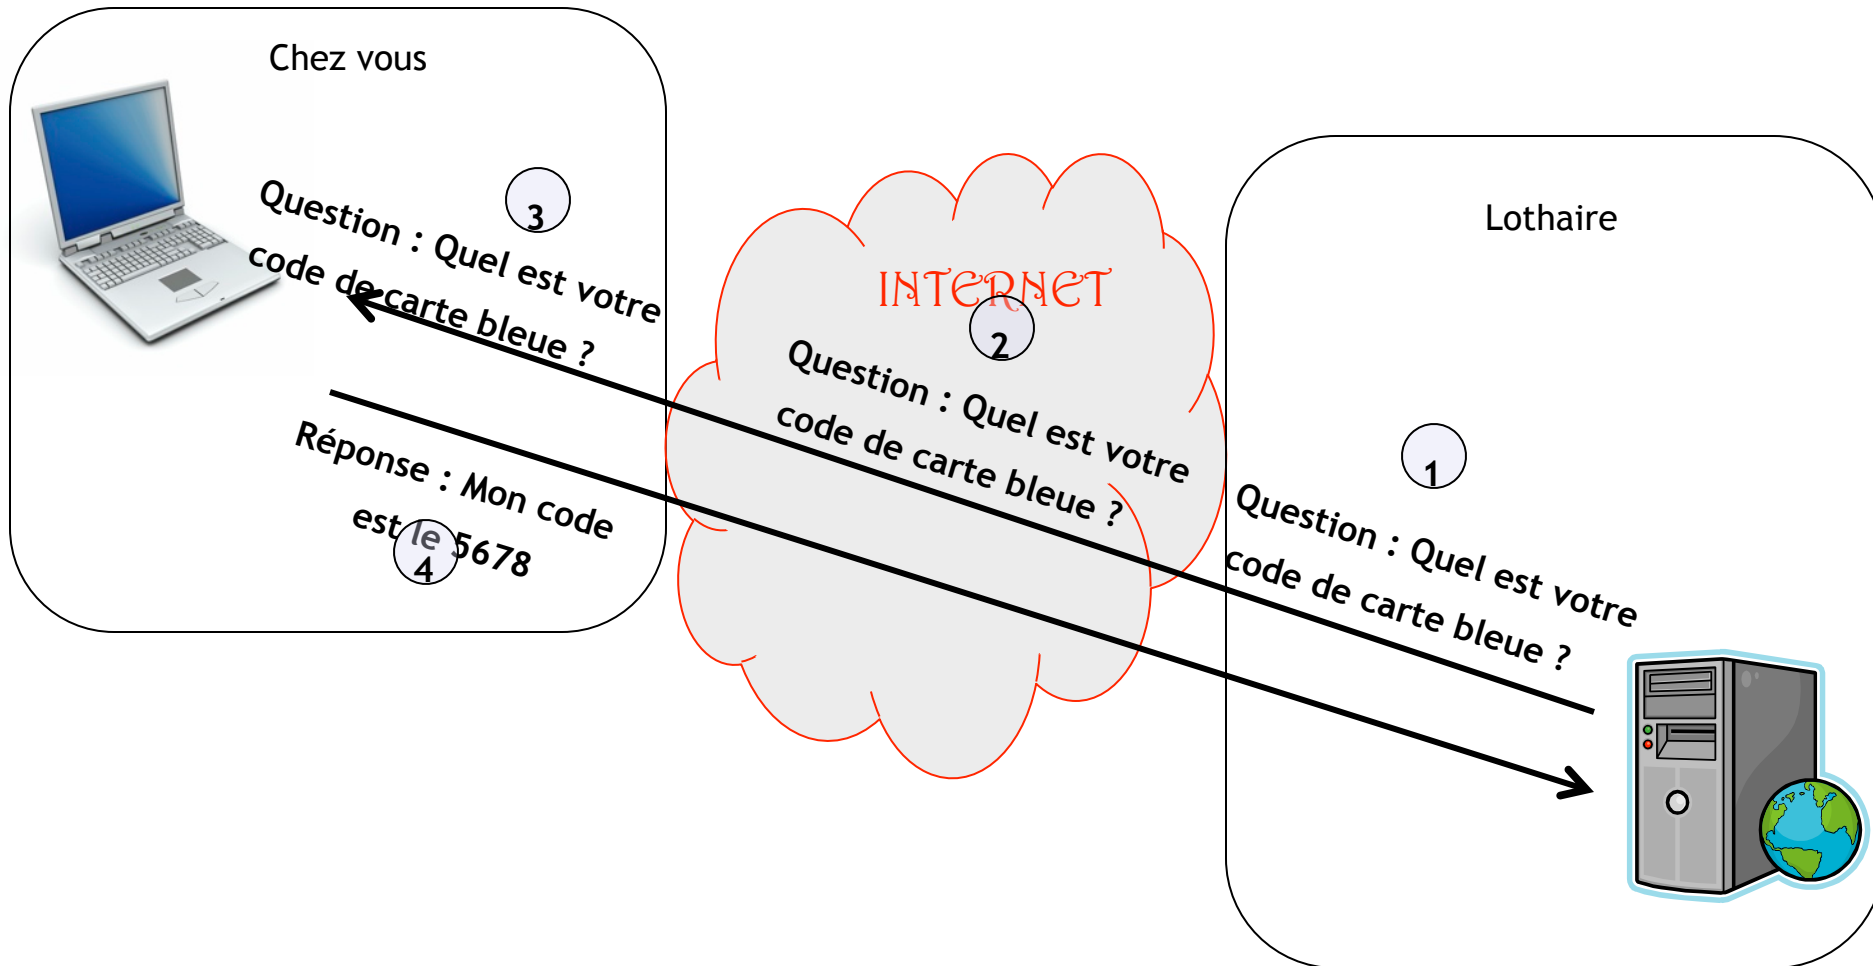 Chez vous
3
Question : Quel est votre
code de carte bleue ?
Réponse : Mon code
est le 5678
4
INTERNET
2
Question : Quel est votre
code de carte bleue ?
Lothaire
1
Question : Quel est votre
code de carte bleue ?